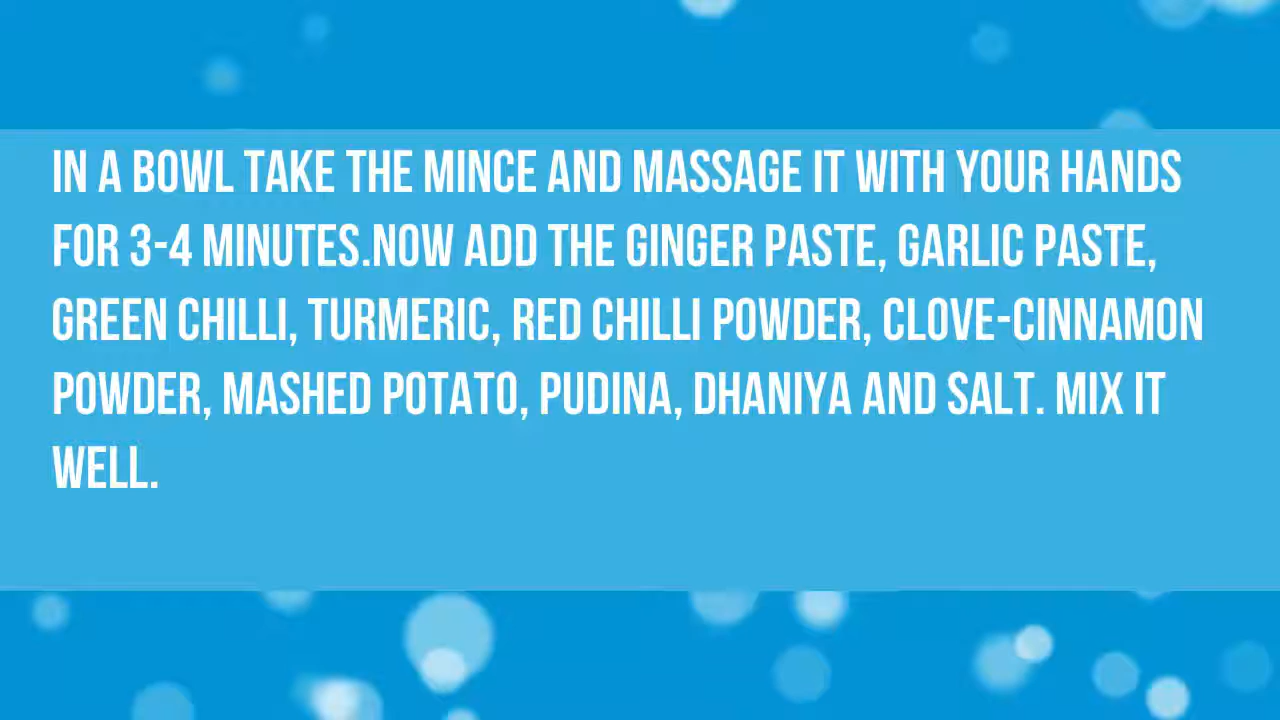 IN A BOWL TAKE THE MINCE AND MASSAGE IT WITH YOUR HANDS
FOR 3-4 MINUTES.NOW ADD THE GINGER PASTE, GARLIC PASTE,
GREEN CHILLI, TURMERIC, RED CHILLI POWDER, CLOVE-CINNAMON
POWDER, MASHED POTATO, PUDINA, DHANIYA AND SALT. MIX IT
WELL.